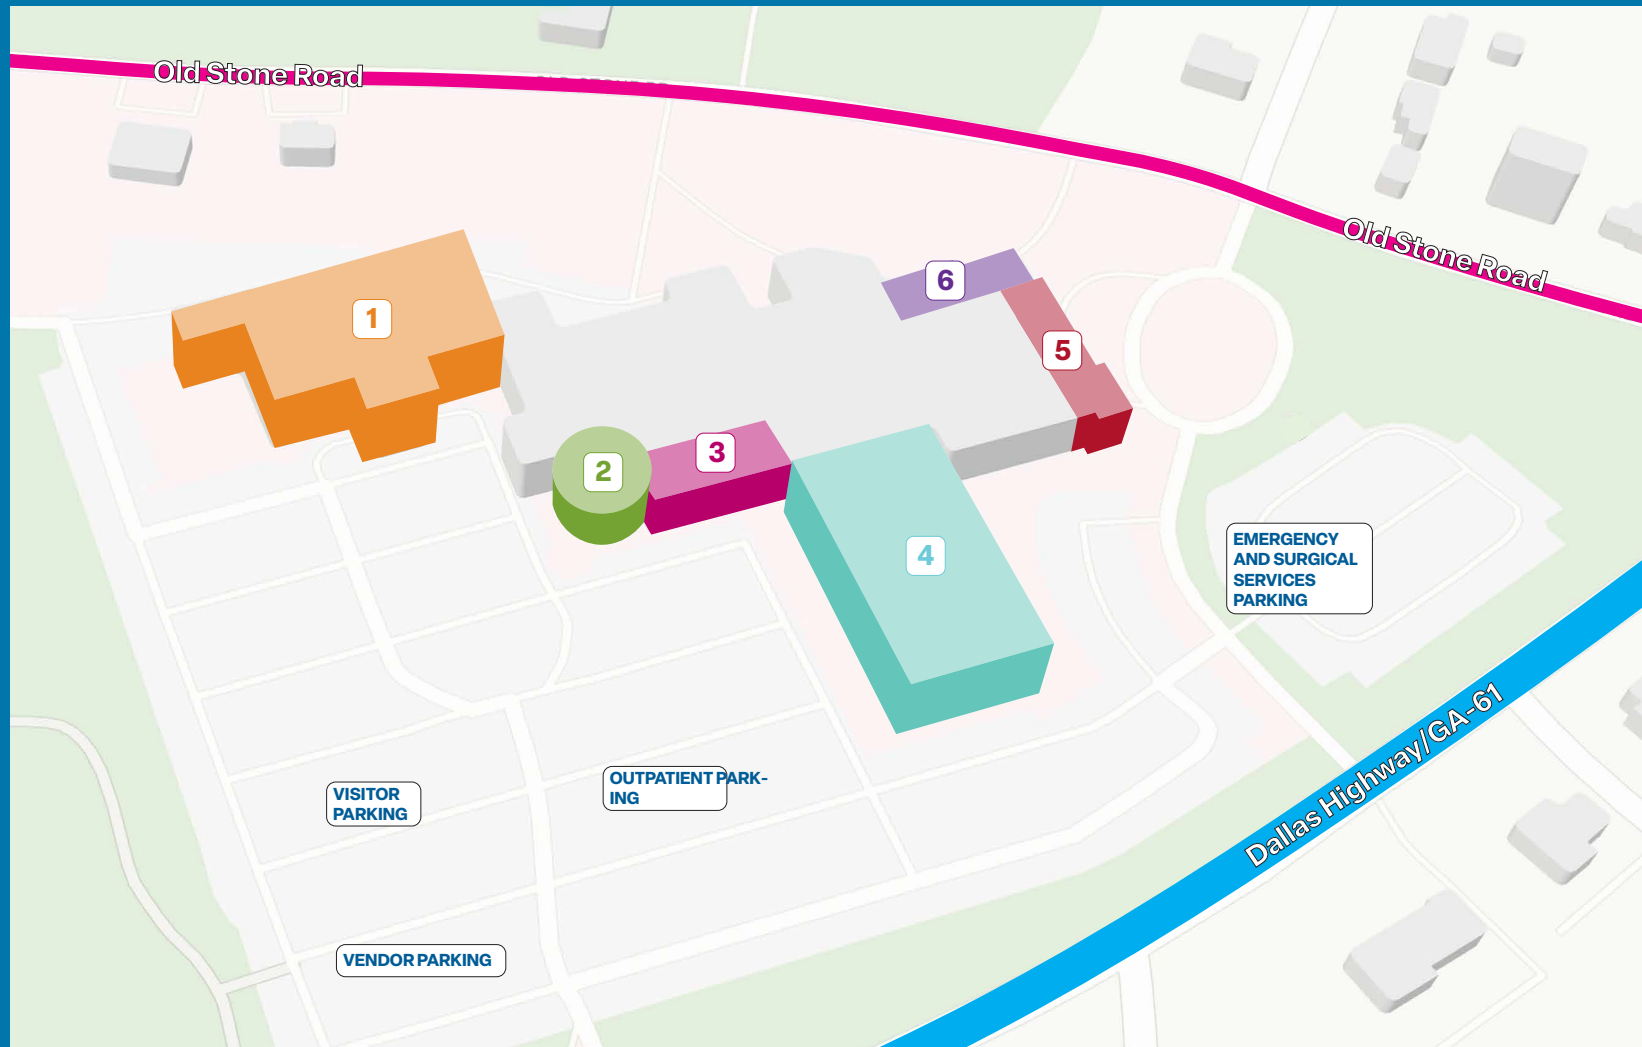 Old Stone Road
Old Stone Road
6
1
5
2
3
4
EMERGENCY
AND SURGICAL
SERVICES
PARKING
Dallas Highway/GA-61
VISITOR
PARKING
OUTPATIENT PARK-
ING
VENDOR PARKING